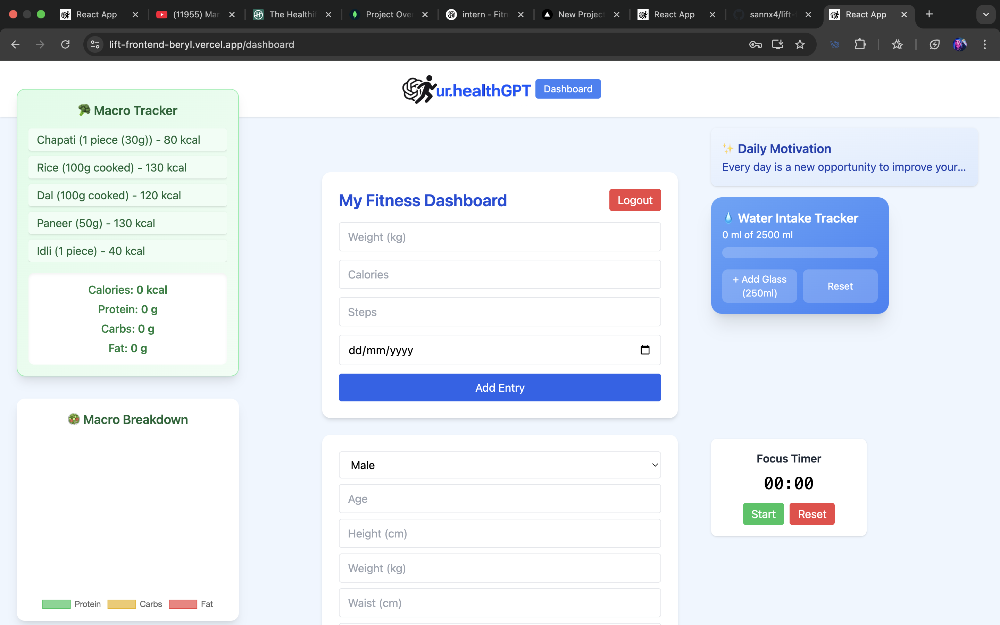 React App
(11955) Mar
The Healthif
Project Over
intern - Fitn
New Project
React App
sannx4/lift-
React App
lift-frontend-beryl.vercel.app/dashboard
ur.healthGPT
Dashboard
🥦 Macro Tracker
Chapati (1 piece (30g)) - 80 kcal
Rice (100g cooked) - 130 kcal
Dal (100g cooked) - 120 kcal
Paneer (50g) - 130 kcal
Idli (1 piece) - 40 kcal
Calories: 0 kcal
Protein: 0 g
Carbs: 0 g
Fat: 0 g
🥗 Macro Breakdown
Protein
Carbs
Fat
My Fitness Dashboard
Logout
Weight (kg)
Calories
Steps
dd/mm/yyyy
Add Entry
Male
Age
Height (cm)
Weight (kg)
Waist (cm)
✨ Daily Motivation
Every day is a new opportunity to improve your...
💧 Water Intake Tracker
0 ml of 2500 ml
+ Add Glass
(250ml)
Reset
Focus Timer
00:00
Start
Reset